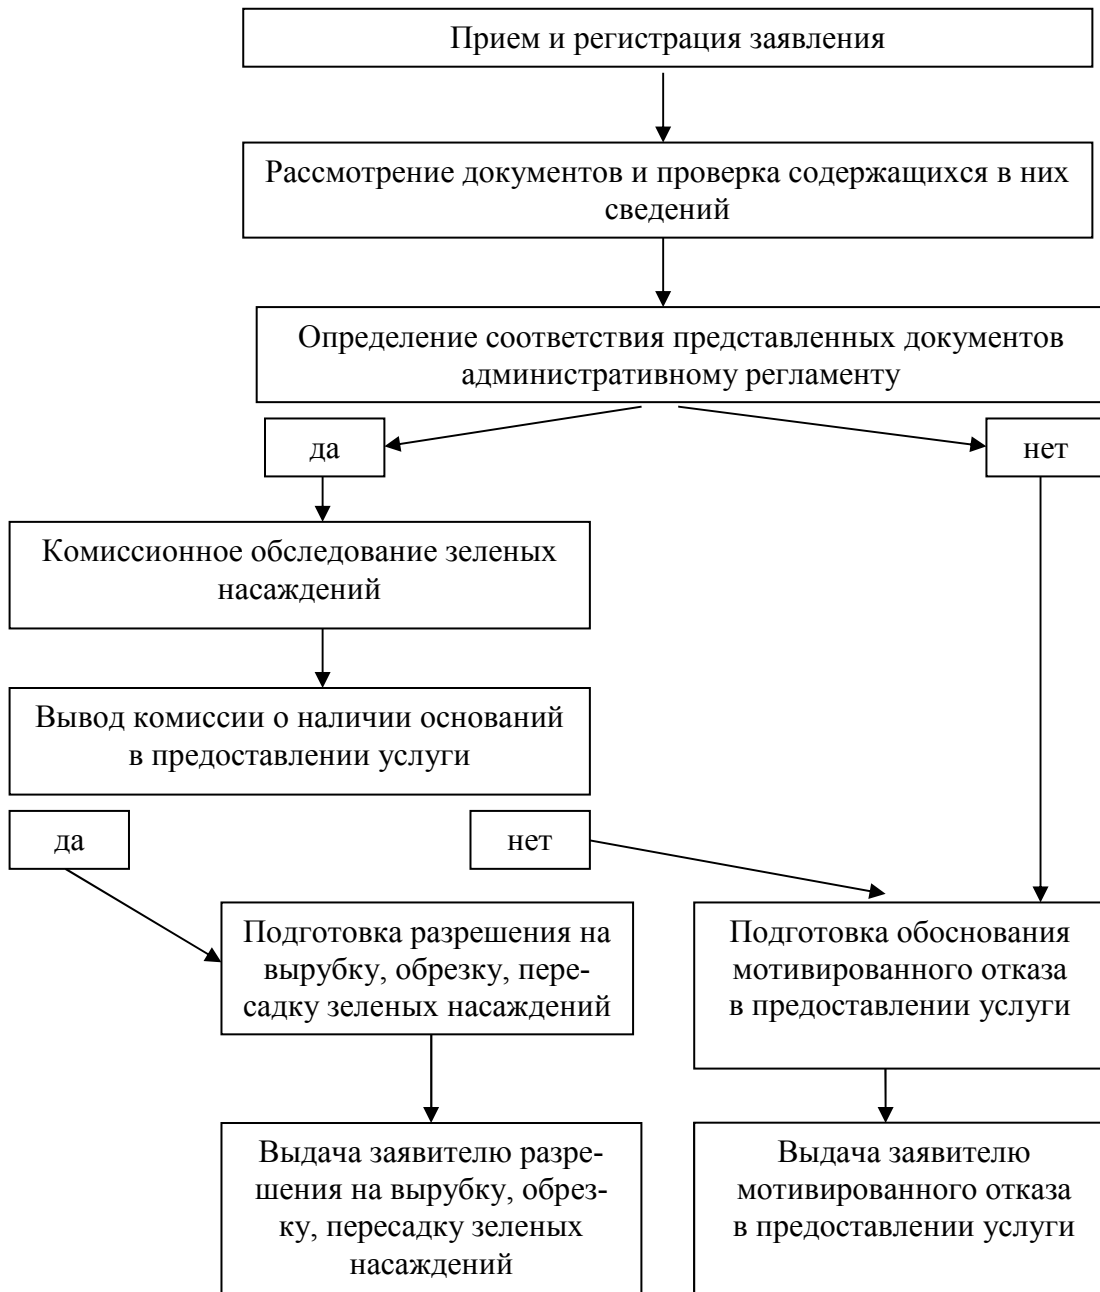 Прием и регистрация заявления
Рассмотрение документов и проверка содержащихся в них
сведений
Определение соответствия представленных документов
административному регламенту
да
нет
Комиссионное обследование зеленых
насаждений
Вывод комиссии о наличии оснований
в предоставлении услуги
да
нет
Подготовка разрешения на
вырубку, обрезку, пере-
садку зеленых насаждений
Подготовка обоснования
мотивированного отказа
в предоставлении услуги
Выдача заявителю разре-
шения на вырубку, обрез-
ку, пересадку зеленых
насаждений
Выдача заявителю
мотивированного отказа
в предоставлении услуги